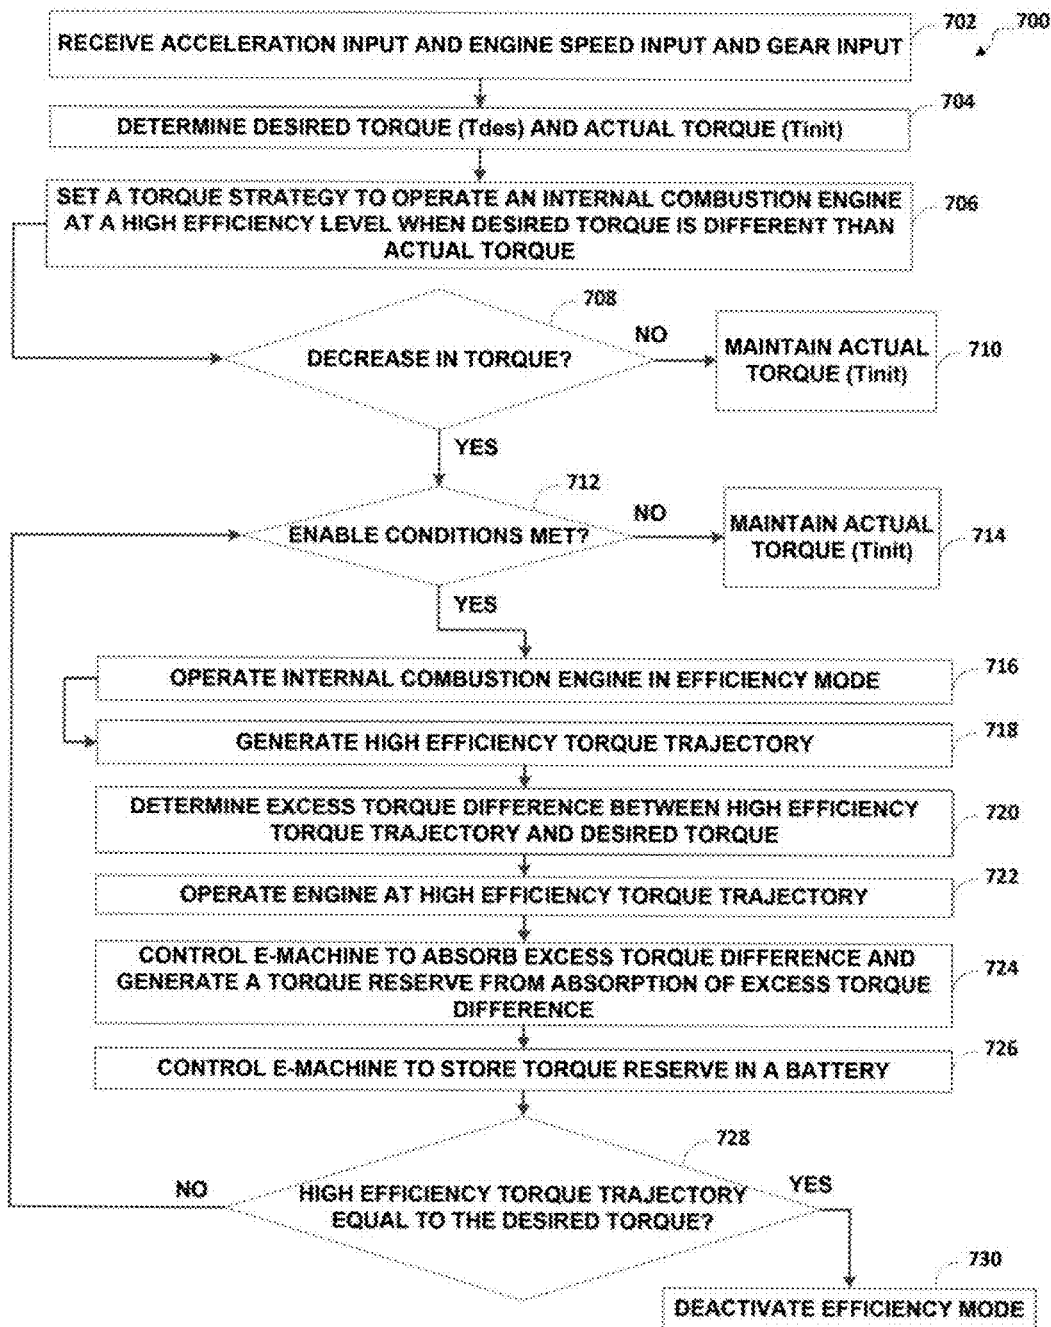 702
700
RECEIVE ACCELERATION INPUT AND ENGINE SPEED INPUT AND GEAR INPUT
704
DETERMINE DESIRED TORQUE (Tdes) AND ACTUAL TORQUE (Tinit)
SET A TORQUE STRATEGY TO OPERATE AN INTERNAL COMBUSTION ENGINE
AT A HIGH EFFICIENCY LEVEL WHEN DESIRED TORQUE IS DIFFERENT THAN
ACTUAL TORQUE
706
708
DECREASE IN TORQUE?
NO
MAINTAIN ACTUAL
TORQUE (Tinit)
710
YES
712
ENABLE CONDITIONS MET?
NO
MAINTAIN ACTUAL
TORQUE (Tinit)
714
YES
716
OPERATE INTERNAL COMBUSTION ENGINE IN EFFICIENCY MODE
718
GENERATE HIGH EFFICIENCY TORQUE TRAJECTORY
DETERMINE EXCESS TORQUE DIFFERENCE BETWEEN HIGH EFFICIENCY
TORQUE TRAJECTORY AND DESIRED TORQUE
720
722
OPERATE ENGINE AT HIGH EFFICIENCY TORQUE TRAJECTORY
CONTROL E-MACHINE TO ABSORB EXCESS TORQUE DIFFERENCE AND
GENERATE A TORQUE RESERVE FROM ABSORPTION OF EXCESS TORQUE
DIFFERENCE
724
726
CONTROL E-MACHINE TO STORE TORQUE RESERVE IN A BATTERY
728
NO
YES
HIGH EFFICIENCY TORQUE TRAJECTORY
EQUAL TO THE DESIRED TORQUE?
730
DEACTIVATE EFFICIENCY MODE